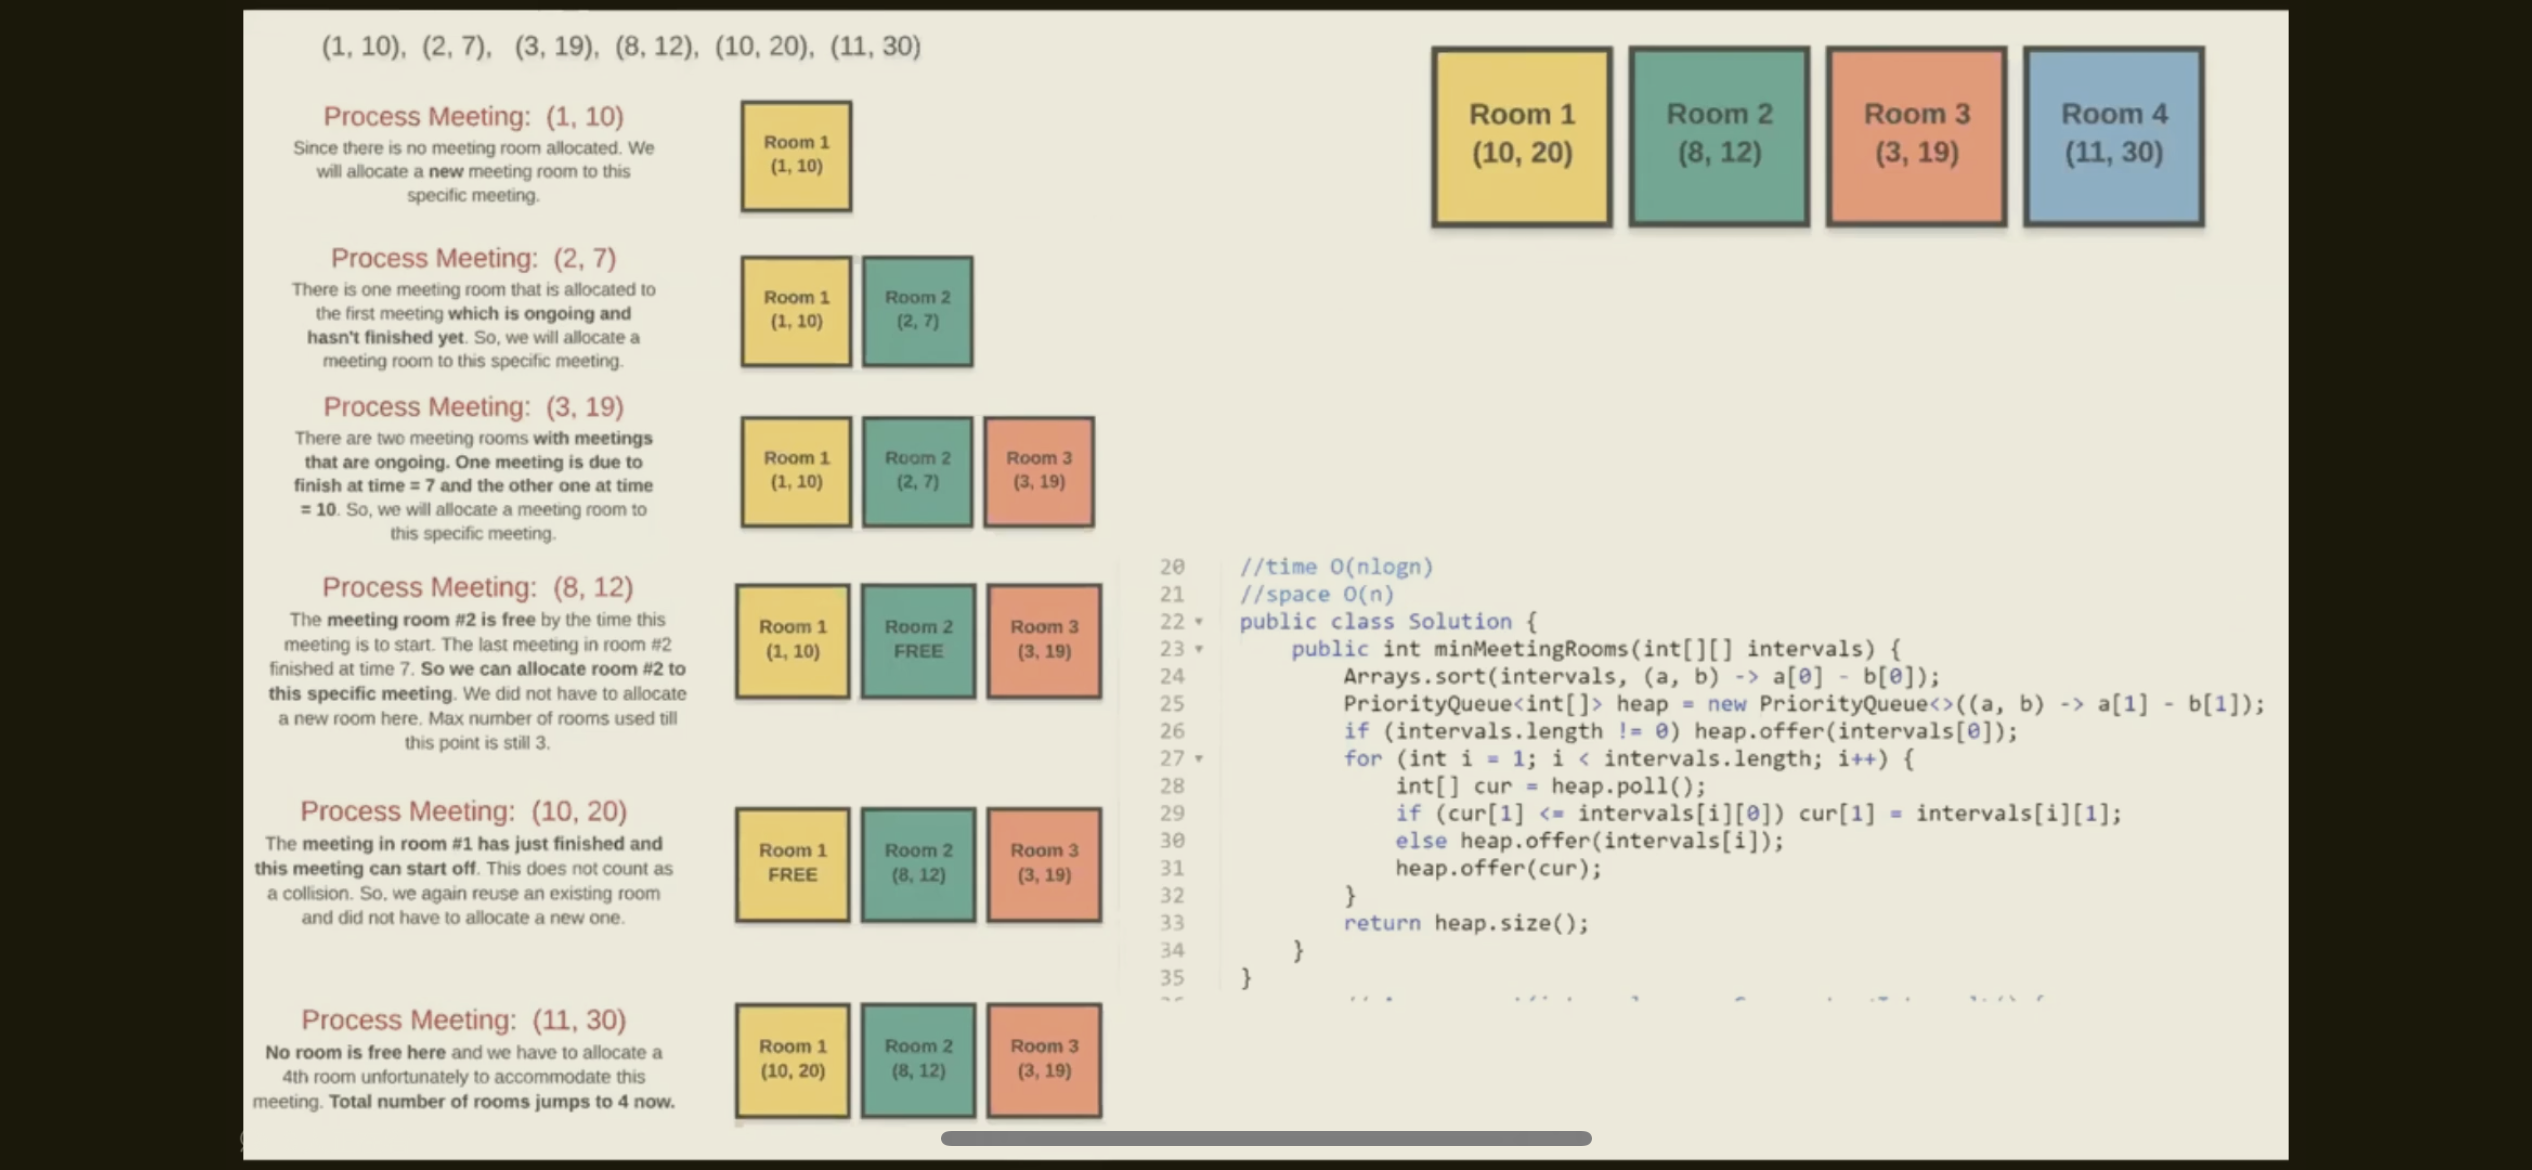 (1, 10), (2, 7), (3, 19), (8, 12), (10, 20), (11, 30)
Process Meeting: (1, 10)
Since there is no meeting room allocated. We
will allocate a new meeting room to this
specific meeting.
Room 1
(1, 10)
Process Meeting: (2, 7)
There is one meeting room that is allocated to
the first meeting which is ongoing and
hasn't finished yet. So, we will allocate a
meeting room to this specific meeting.
Room 1
(1, 10)
Room 2
(2, 7)
Process Meeting: (3, 19)
There are two meeting rooms with meetings
that are ongoing. One meeting is due to
finish at time = 7 and the other one at time
= 10. So, we will allocate a meeting room to
this specific meeting.
Room 1
(1, 10)
Room 2
(2, 7)
Room 3
(3, 19)
Process Meeting: (8, 12)
The meeting room #2 is free by the time this
meeting is to start. The last meeting in room #2
finished at time 7. So we can allocate room #2 to
this specific meeting. We did not have to allocate
a new room here. Max number of rooms used till
this point is still 3.
Room 1
(1, 10)
Room 2
FREE
Room 3
(3, 19)
Process Meeting: (10, 20)
The meeting in room #1 has just finished and
this meeting can start off. This does not count as
a collision. So, we again reuse an existing room
and did not have to allocate a new one.
Room 1
FREE
Room 2
(8, 12)
Room 3
(3, 19)
Process Meeting: (11, 30)
No room is free here and we have to allocate a
4th room unfortunately to accommodate this
meeting. Total number of rooms jumps to 4 now.
Room 1
(10, 20)
Room 2
(8, 12)
Room 3
(3, 19)
Room 1
(10, 20)
Room 2
(8, 12)
Room 3
(3, 19)
Room 4
(11, 30)
20 //time O(nlogn)
21 //space O(n)
22 public class Solution {
23 public int minMeetingRooms(int[][] intervals) {
24 Arrays.sort(intervals, (a, b) -> a[0] - b[0]);
25 PriorityQueue<int[]> heap = new PriorityQueue<>((a, b) -> a[1] - b[1]);
26 if (intervals.length != 0) heap.offer(intervals[0]);
27 for (int i = 1; i < intervals.length; i++) {
28 int[] cur = heap.poll();
29 if (cur[1] <= intervals[i][0]) cur[1] = intervals[i][1];
30 else heap.offer(intervals[i]);
31 heap.offer(cur);
32 }
33 return heap.size();
34 }
35 }